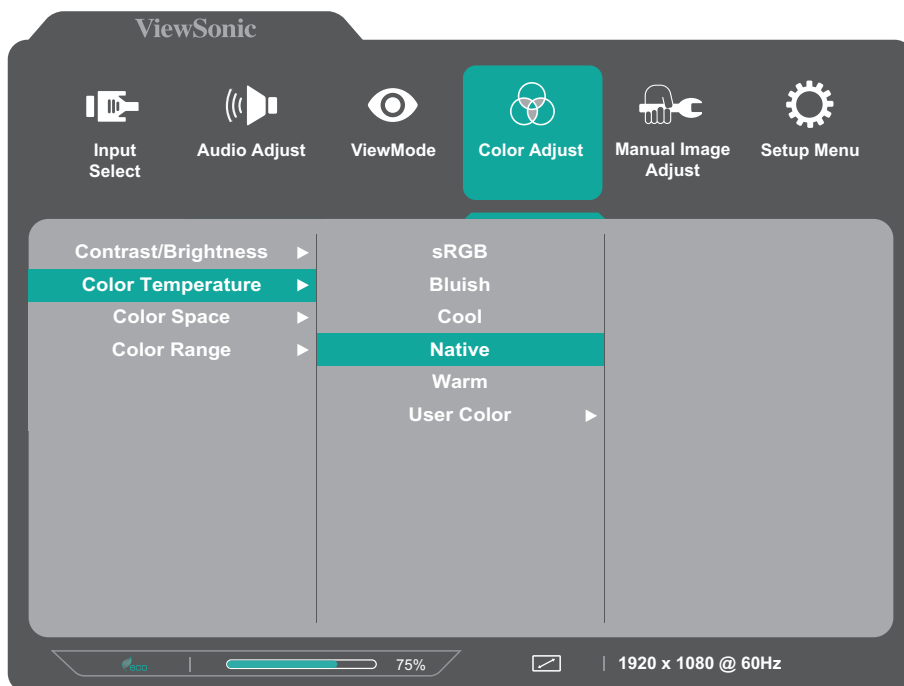 ViewSonic
Input
Select
Audio Adjust
ViewMode
Color Adjust
Manual Image
Adjust
Setup Menu
Contrast/Brightness
Color Temperature
Color Space
Color Range
sRGB
Bluish
Cool
Native
Warm
User Color
eco
75%
1920 x 1080 @ 60Hz